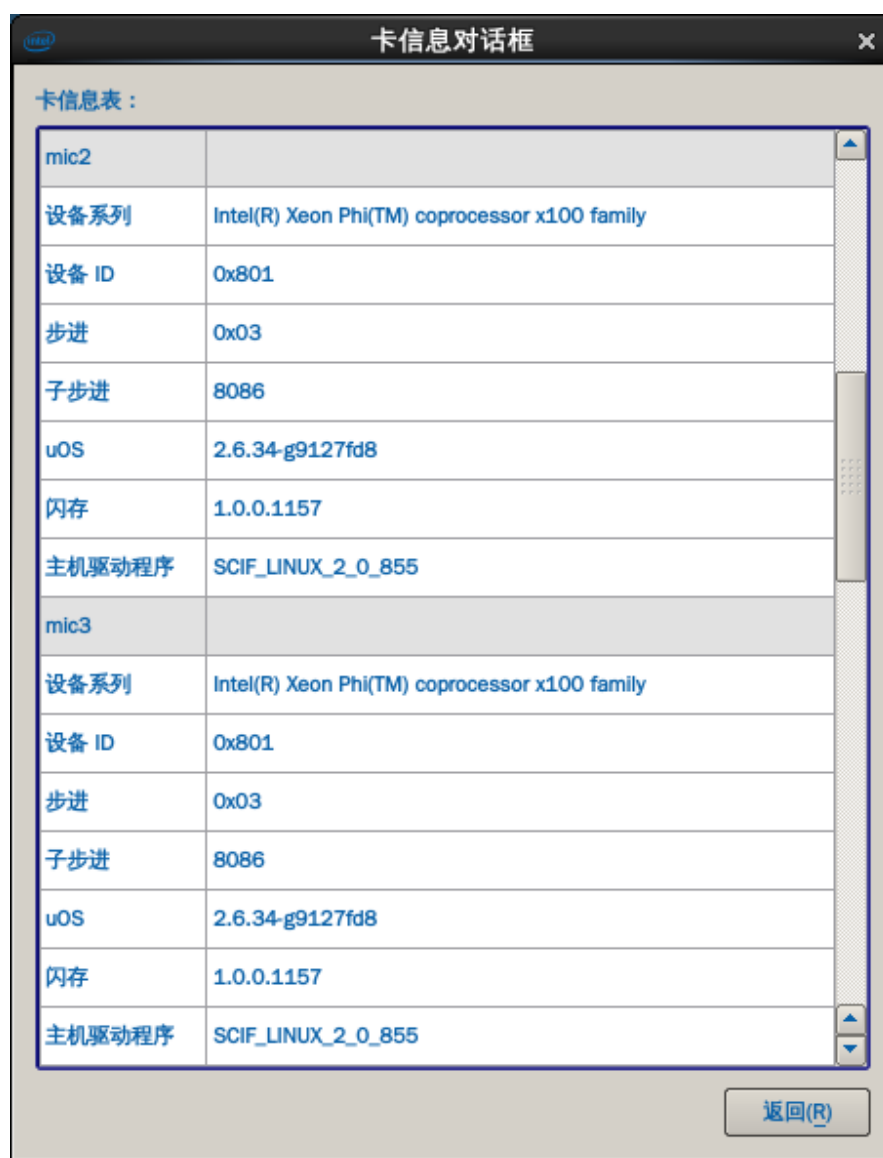 intel
卡信息对话框
卡信息表：
mic2
设备系列 Intel(R) Xeon Phi(TM) coprocessor x100 family
设备 ID 0x801
步进 0x03
子步进 8086
uOS 2.6.34-g9127fd8
闪存 1.0.0.1157
主机驱动程序 SCIF_LINUX_2_0_855
mic3
设备系列 Intel(R) Xeon Phi(TM) coprocessor x100 family
设备 ID 0x801
步进 0x03
子步进 8086
uOS 2.6.34-g9127fd8
闪存 1.0.0.1157
主机驱动程序 SCIF_LINUX_2_0_855
返回(R)